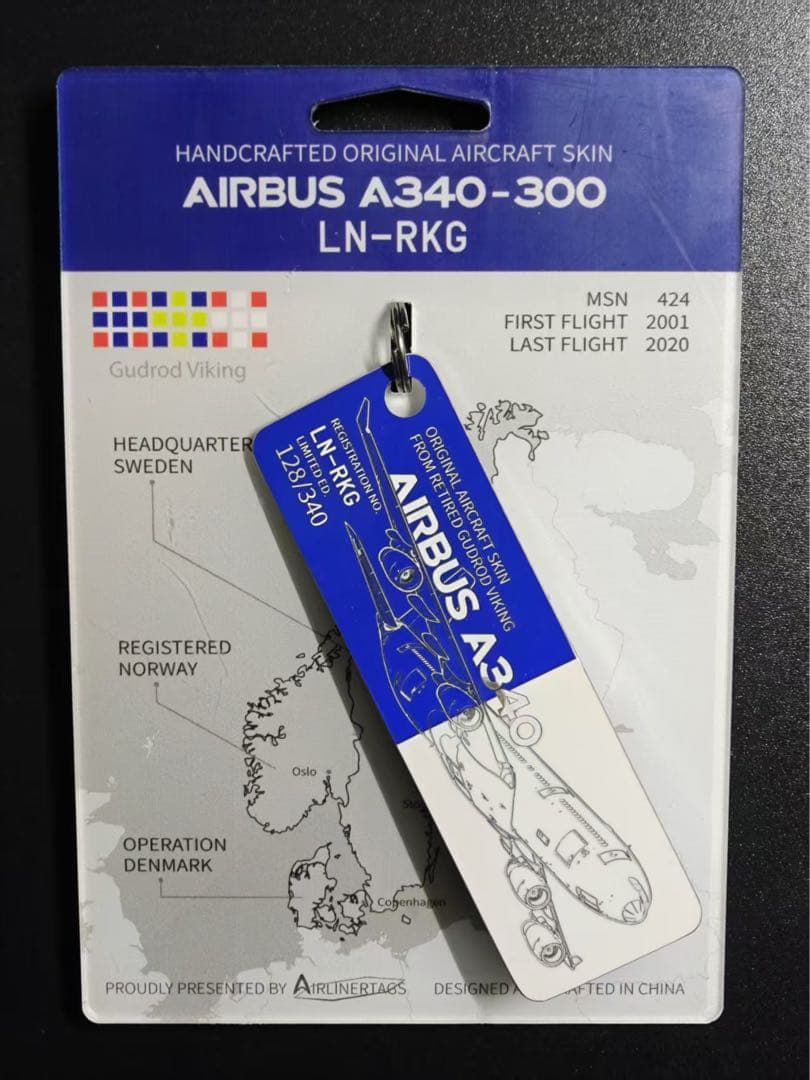 HANDCRAFTED ORIGINAL AIRCRAFT SKIN
AIRBUS A340-300
LN-RKG
Gudrod Viking
MSN 424
FIRST FLIGHT 2001
LAST FLIGHT 2020
HEADQUARTER
SWEDEN
REGISTERED
NORWAY
Oslo
OPERATION
DENMARK
Copenhagen
ORIGINAL AIRCRAFT SKIN
FROM RETIRED GUDROD VIKING
AIRBUS A340
REGISTRATION NO.
LN-RKG
LIMITED ED.
128/340
PROUDLY PRESENTED BY AIRLINERTAGS
DESIGNED IN CHINA